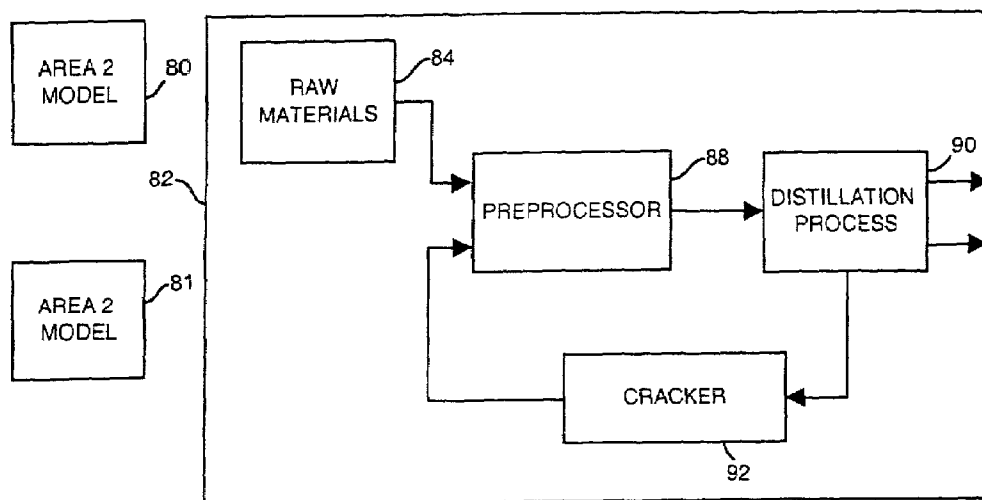 AREA 2
MODEL
80
82
RAW
MATERIALS
84
PREPROCESSOR
88
DISTILLATION
PROCESS
90
AREA 2
MODEL
81
CRACKER
92